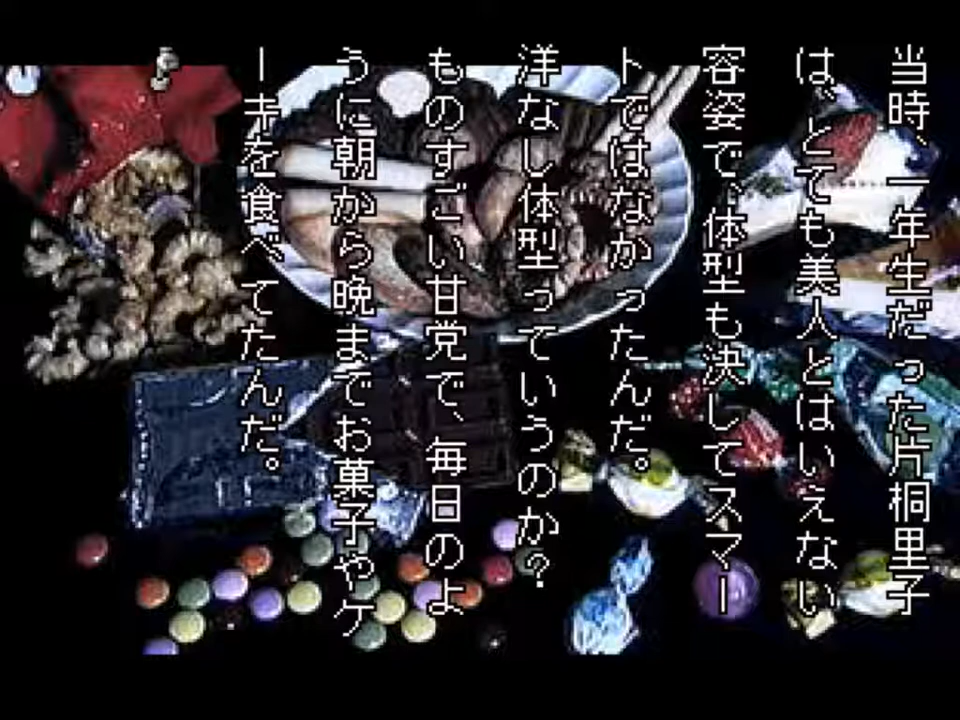 当時、一年生だった片桐里子
は、とても美人とはいえない
容姿で、体型も決してスマー
トではなかったんだ。
洋なし体型っていうのか?
ものすごい甘党で、毎日のよ
うに朝から晩までお菓子やケ
ーキを食べてたんだ。